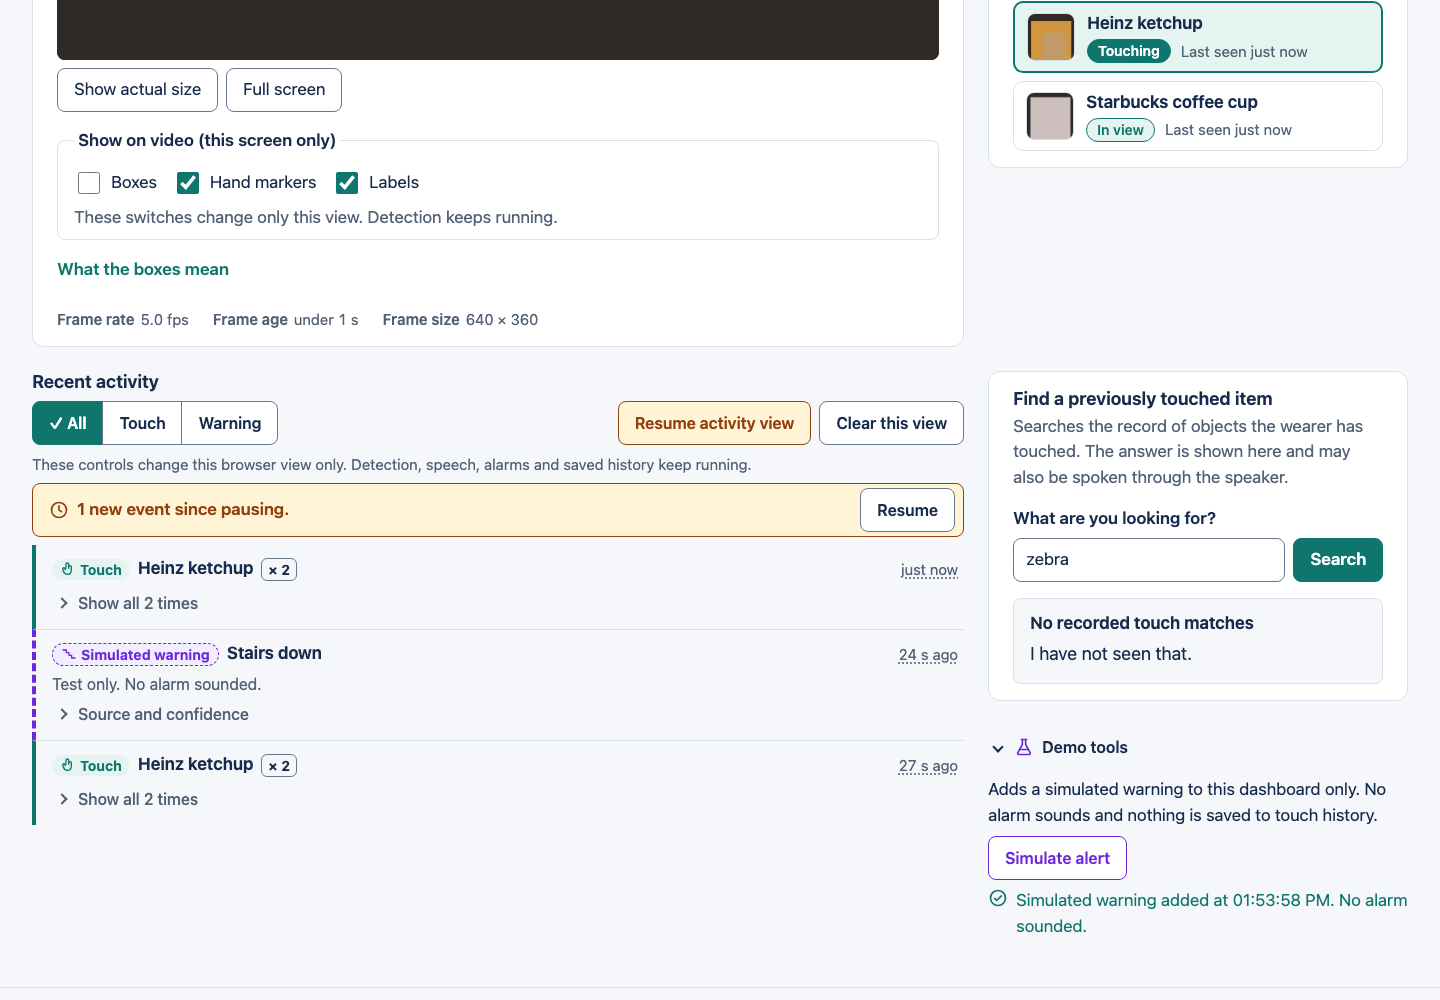 Show actual size
Full screen
Show on video (this screen only)
Boxes
Hand markers
Labels
These switches change only this view. Detection keeps running.
What the boxes mean
Frame rate 5.0 fps
Frame age under 1 s
Frame size 640 × 360
Heinz ketchup
Touching
Last seen just now
Starbucks coffee cup
In view
Last seen just now
Recent activity
All
Touch
Warning
Resume activity view
Clear this view
These controls change this browser view only. Detection, speech, alarms and saved history keep running.
1 new event since pausing.
Resume
Touch
Heinz ketchup
× 2
just now
Show all 2 times
Simulated warning
Stairs down
24 s ago
Test only. No alarm sounded.
Source and confidence
Touch
Heinz ketchup
× 2
27 s ago
Show all 2 times
Find a previously touched item
Searches the record of objects the wearer has
touched. The answer is shown here and may
also be spoken through the speaker.
What are you looking for?
zebra
Search
No recorded touch matches
I have not seen that.
Demo tools
Adds a simulated warning to this dashboard only. No
alarm sounds and nothing is saved to touch history.
Simulate alert
Simulated warning added at 01:53:58 PM. No alarm
sounded.